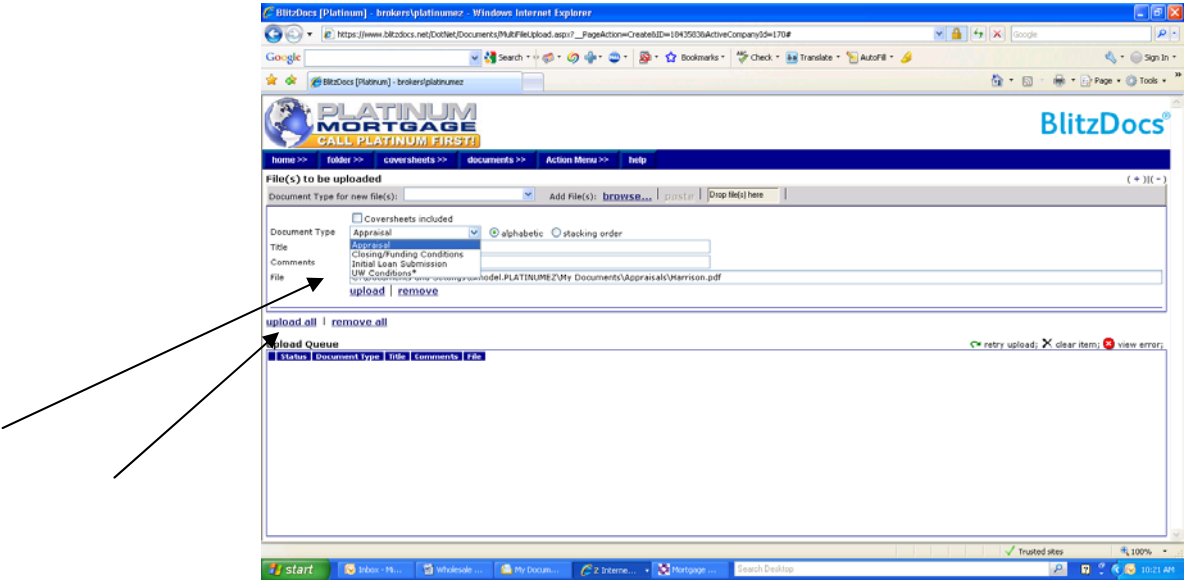 BlitzDocs [Platinum] - brokers\platinumez - Windows Internet Explorer
https://www.blitzdocs.net/DotNet/Documents/MultiFileUpload.aspx?__PageAction=Create&ID=1843583&ActiveCompanyId=170#
Google
Google Search Bookmarks Check Translate AutoFill Sign In
BlitzDocs [Platinum] - brokers\platinumez Page Tools »
PLATINUM
MORTGAGE
CALL PLATINUM FIRST!
BlitzDocs®
home >> folder >> coversheets >> documents >> Action Menu >> help
File(s) to be uploaded ( + )|( - )
Document Type for new file(s): Add File(s): browse... | paste | Drop file(s) here |
Coversheets included
Document Type Appraisal alphabetic stacking order
Appraisal
Title
Closing/Funding Conditions
Comments Initial Loan Submission
UW Conditions*
File model.PLATINUMEZ\My Documents\Appraisals\Harrison.pdf
upload | remove
upload all | remove all
Upload Queue retry upload; clear item; view error;
Status Document Type Title Comments File
Trusted sites 100%
start Inbox - Mi... Wholesale ... My Docum... 2 Interne... Mortgage ... Search Desktop 10:21 AM